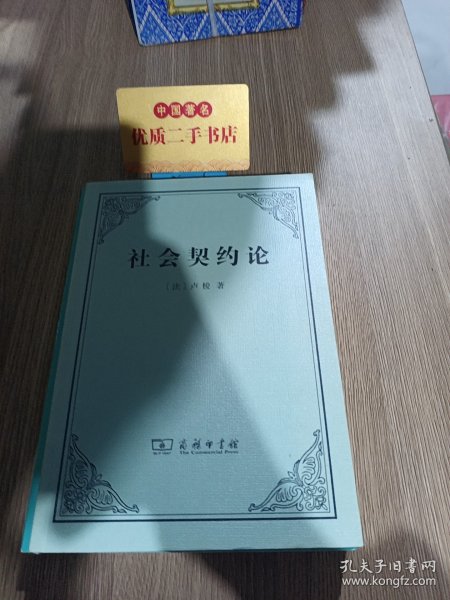 中国著名
优质二手书店
社会契约论
〔法〕卢梭 著
商务印书馆
The Commercial Press
孔夫子旧书网
www.kongfz.com